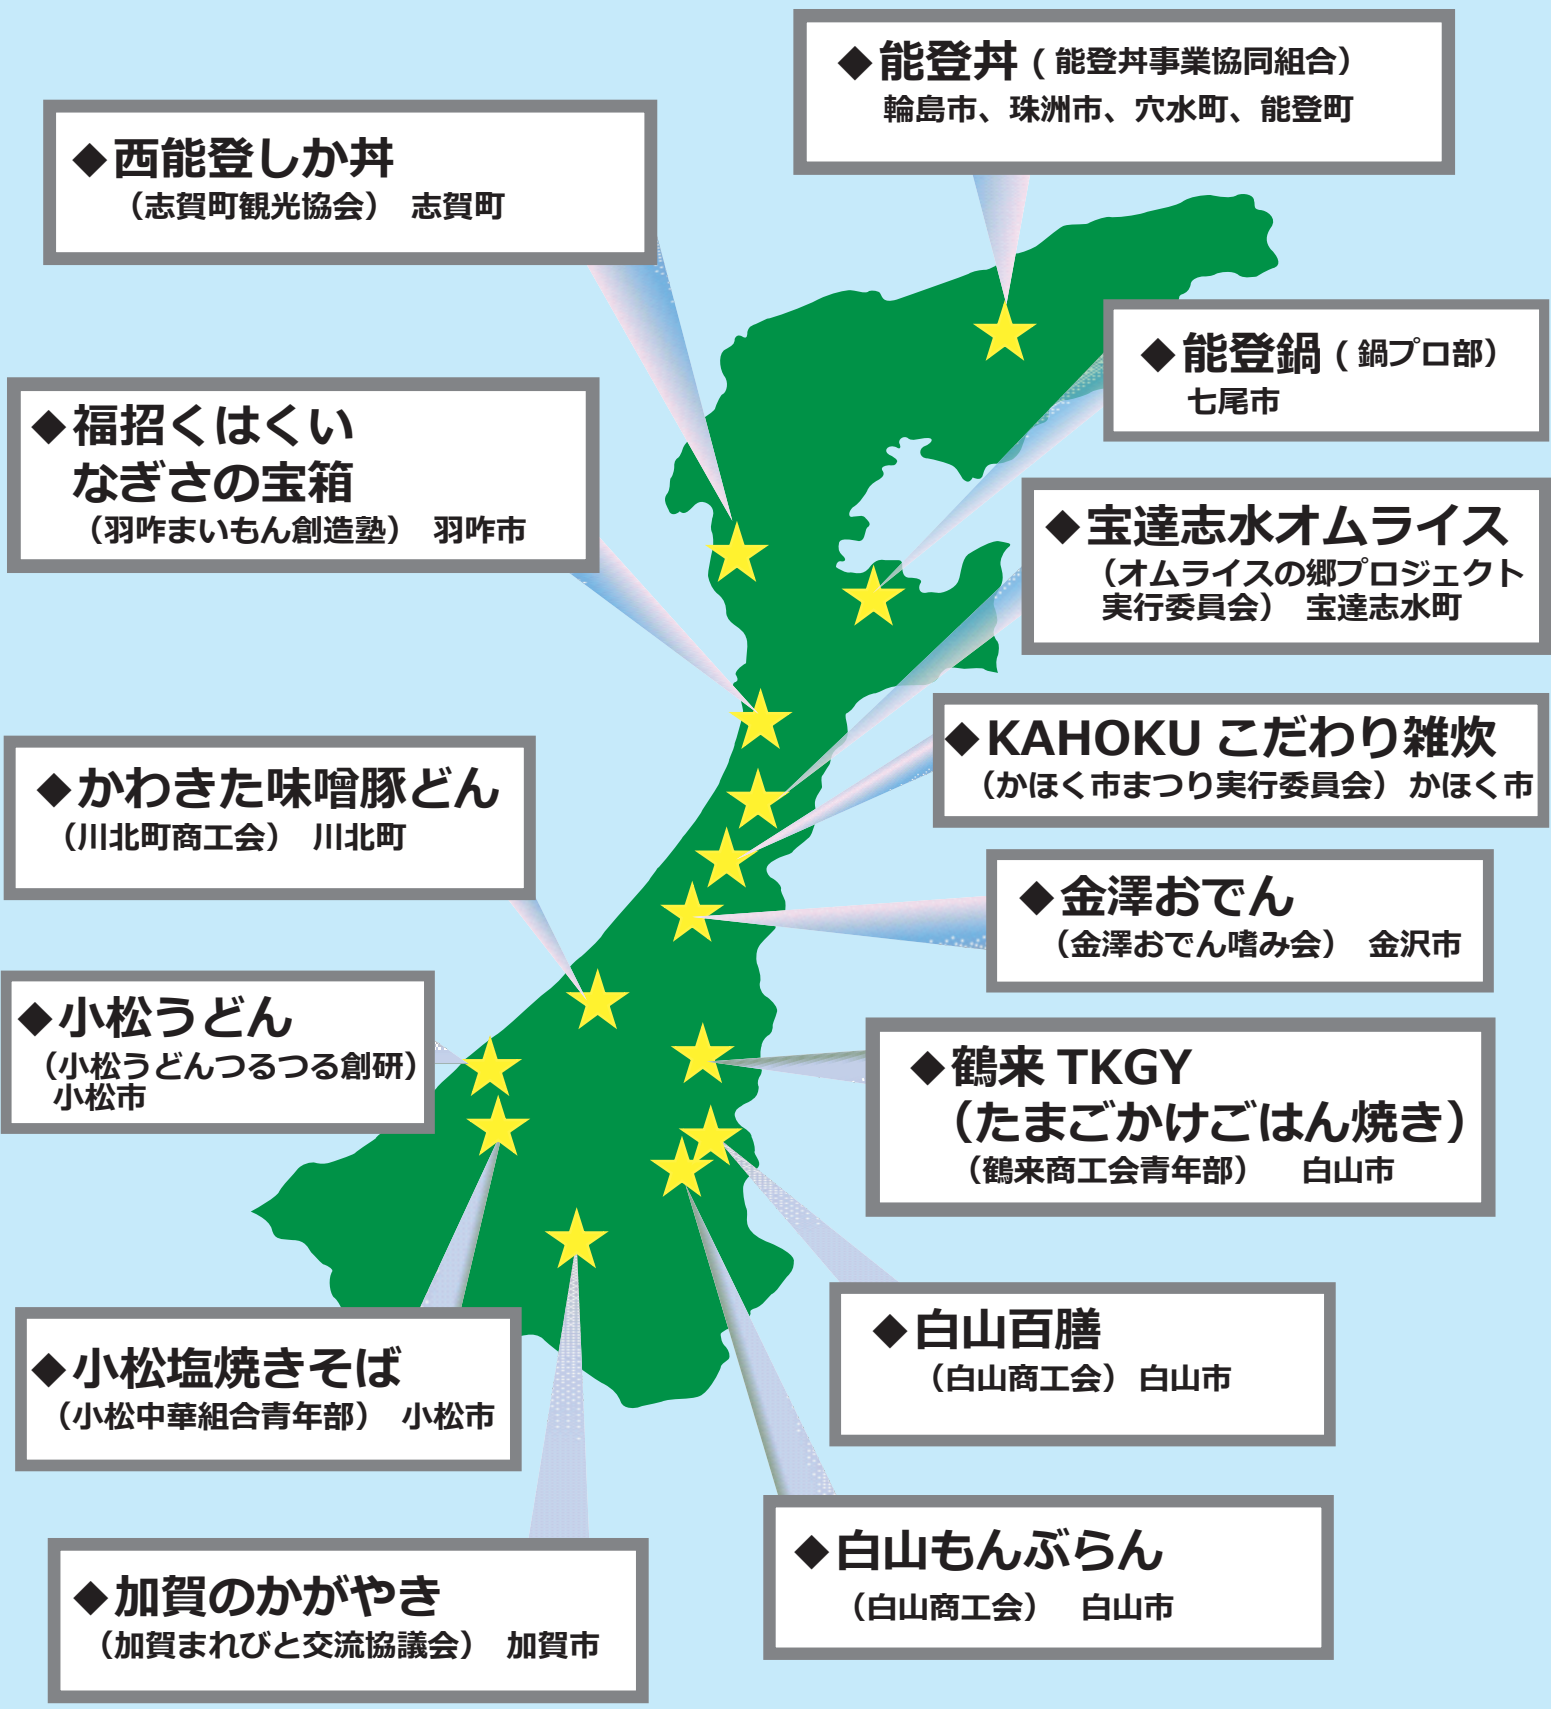 ◆能登丼(能登丼事業協同組合)
輪島市、珠洲市、穴水町、能登町
◆西能登しか丼
(志賀町観光協会) 志賀町
◆能登鍋(鍋プロ部)
七尾市
◆福招くはくい
なぎさの宝箱
(羽咋まいもん創造塾) 羽咋市
◆宝達志水オムライス
(オムライスの郷プロジェクト
実行委員会) 宝達志水町
◆KAHOKUこだわり雑炊
(かほく市まつり実行委員会)かほく市
◆かわきた味噌豚どん
(川北町商工会) 川北町
◆金澤おでん
(金澤おでん嗜み会) 金沢市
◆小松うどん
(小松うどんつるつる創研)
小松市
◆鶴来TKGY
(たまごかけごはん焼き)
(鶴来商工会青年部) 白山市
◆白山百膳
(白山商工会)白山市
◆小松塩焼きそば
(小松中華組合青年部) 小松市
◆白山もんぶらん
(白山商工会) 白山市
◆加賀のかがやき
(加賀まれびと交流協議会) 加賀市